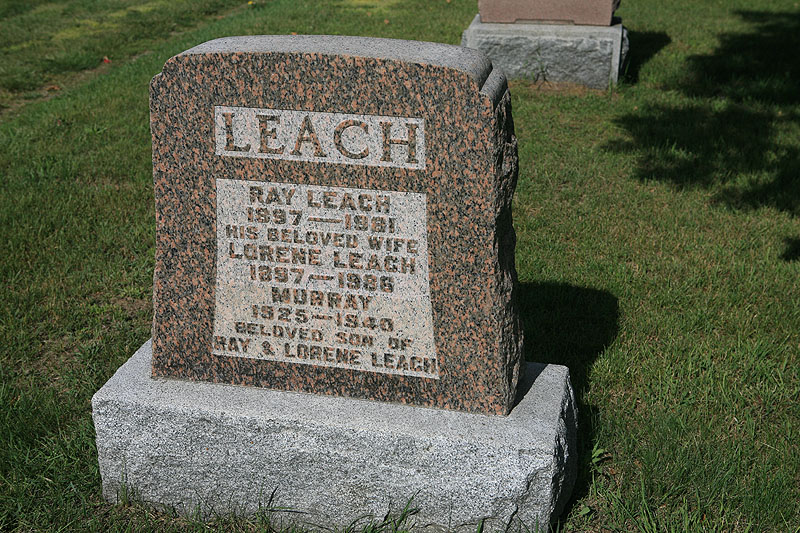 LEACH
RAY LEACH
1897—1981
HIS BELOVED WIFE
LORENE LEACH
1897—1986
MURRAY
1925—1940
BELOVED SON OF
RAY & LORENE LEACH